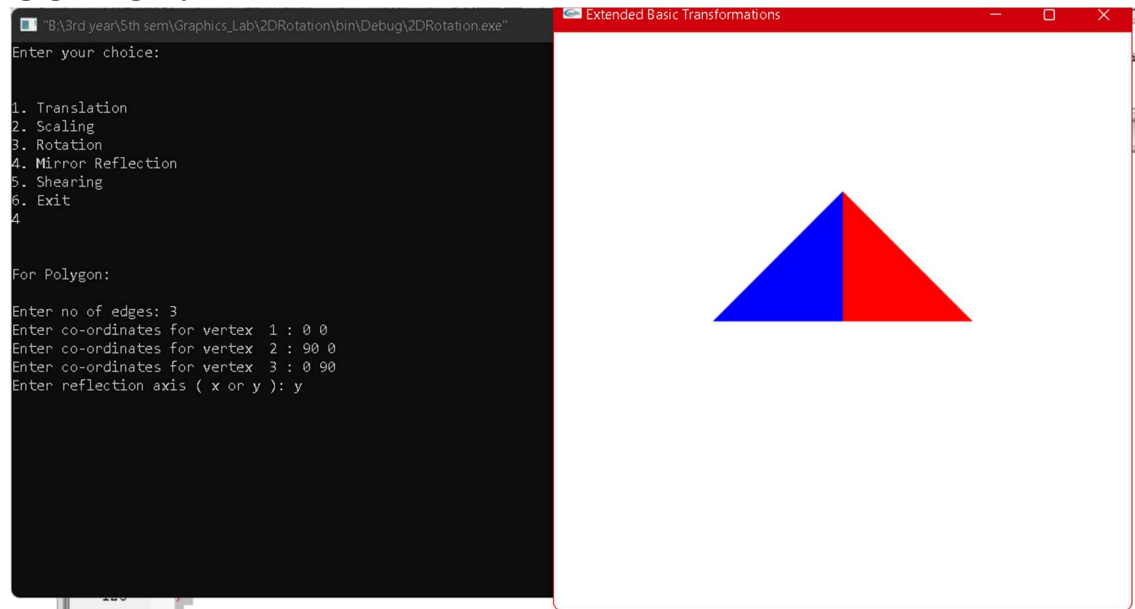 "B:\3rd year\5th sem\Graphics_Lab\2DRotation\bin\Debug\2DRotation.exe"
Enter your choice:
1. Translation
2. Scaling
3. Rotation
4. Mirror Reflection
5. Shearing
6. Exit
4
For Polygon:
Enter no of edges: 3
Enter co-ordinates for vertex  1 : 0 0
Enter co-ordinates for vertex  2 : 90 0
Enter co-ordinates for vertex  3 : 0 90
Enter reflection axis ( x or y ): y
Extended Basic Transformations